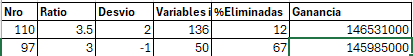 Nro Ratio Desvio Variables i %Eliminadas Ganancia
110 3.5 2 136 12 146531000
97 3 -1 50 67 145985000